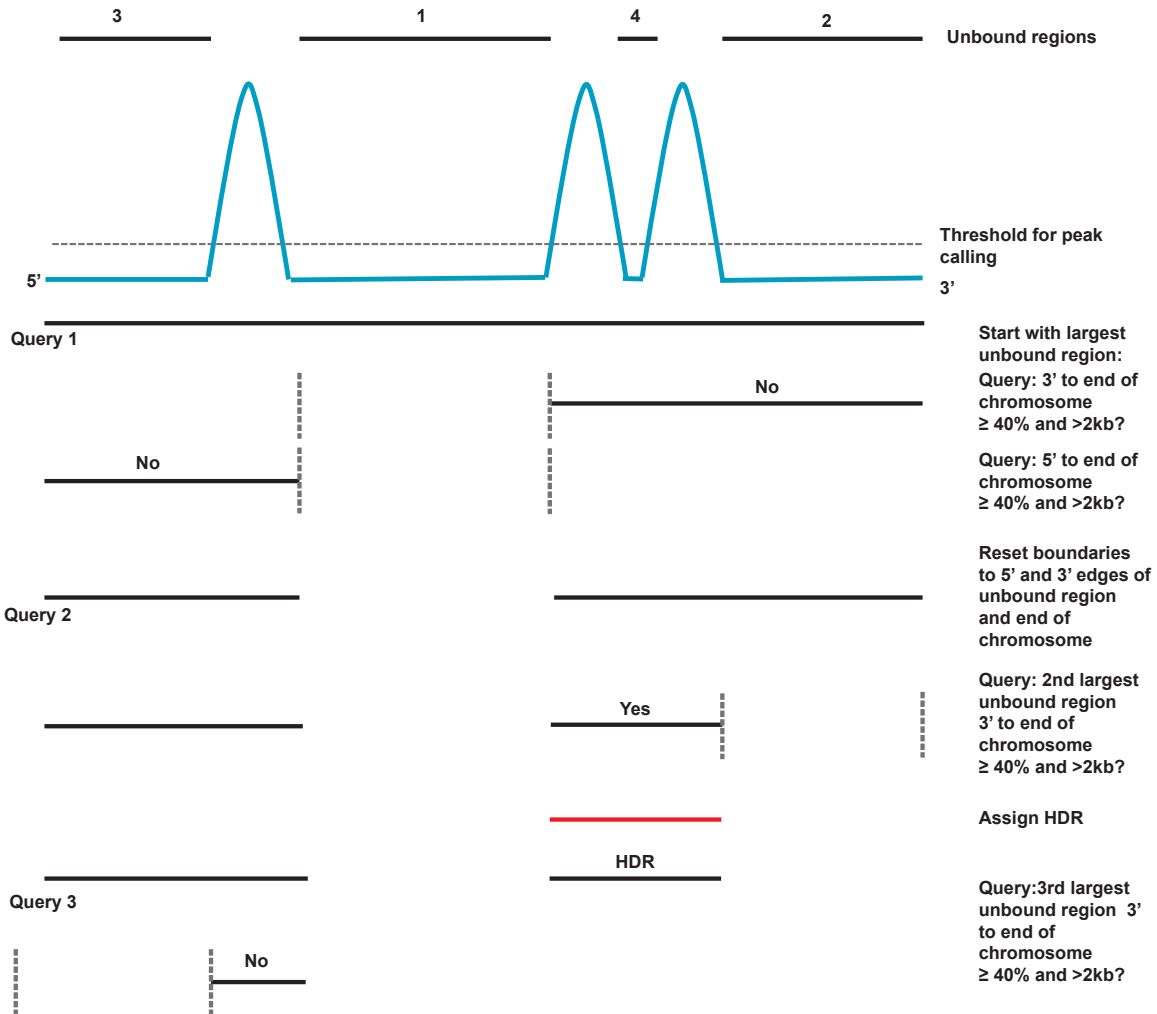 3
1
4
2
Unbound regions
Threshold for peak
calling
5’
3’
Query 1
Start with largest
unbound region:
Query: 3’ to end of
chromosome
≥ 40% and >2kb?
No
No
Query: 5’ to end of
chromosome
≥ 40% and >2kb?
Reset boundaries
to 5’ and 3’ edges of
unbound region
and end of
chromosome
Query 2
Query: 2nd largest
unbound region
3’ to end of
chromosome
≥ 40% and >2kb?
Yes
Assign HDR
HDR
Query 3
Query:3rd largest
unbound region 3’
to end of
chromosome
≥ 40% and >2kb?
No